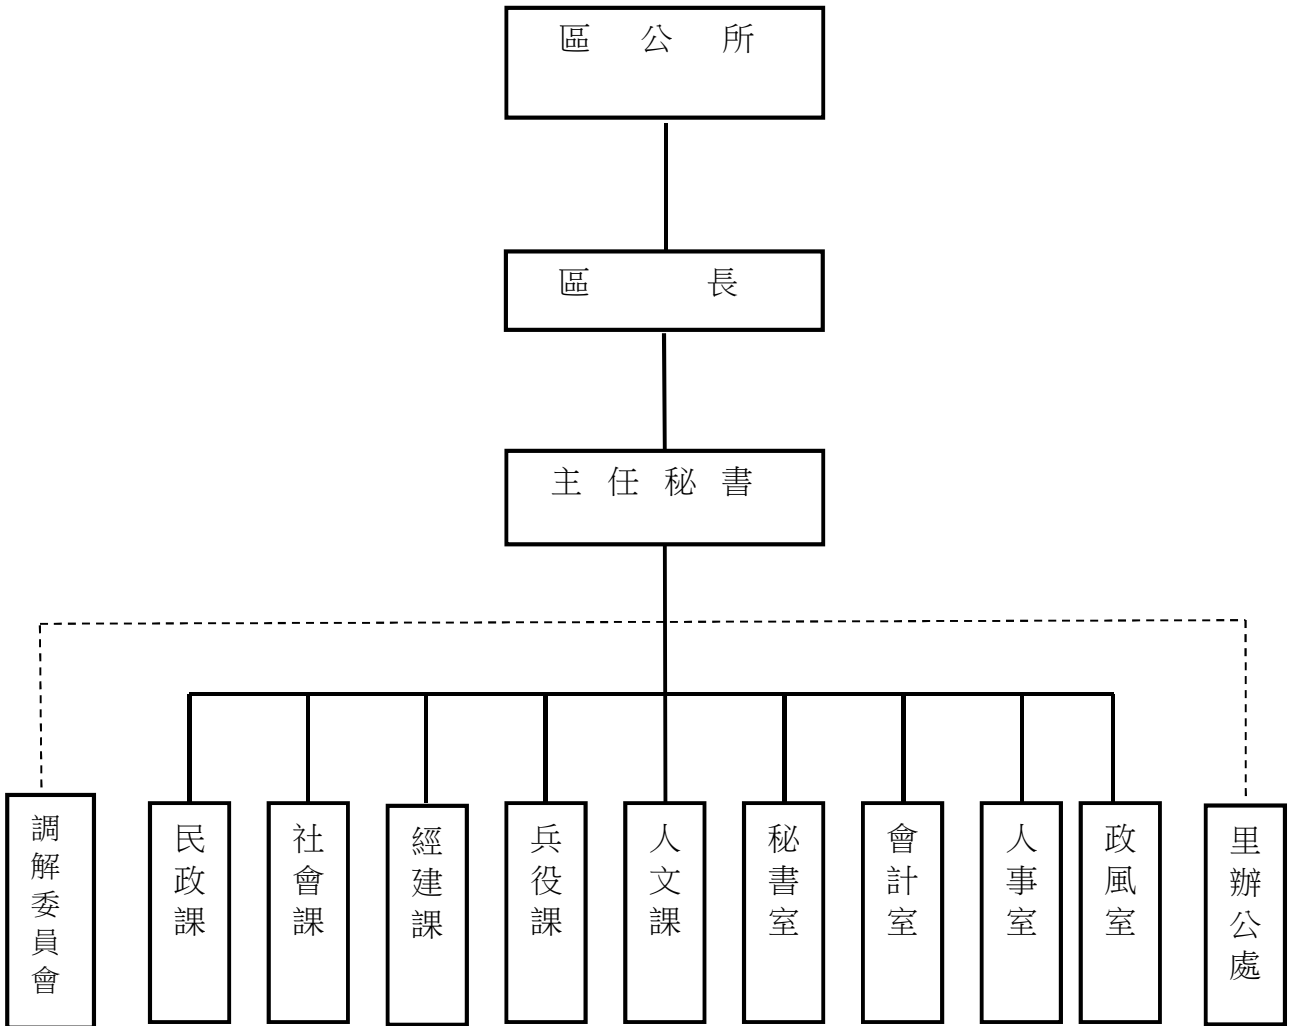 區公所
區長
主任秘書
調解委員會
民政課
社會課
經建課
兵役課
人文課
秘書室
會計室
人事室
政風室
里辦公處